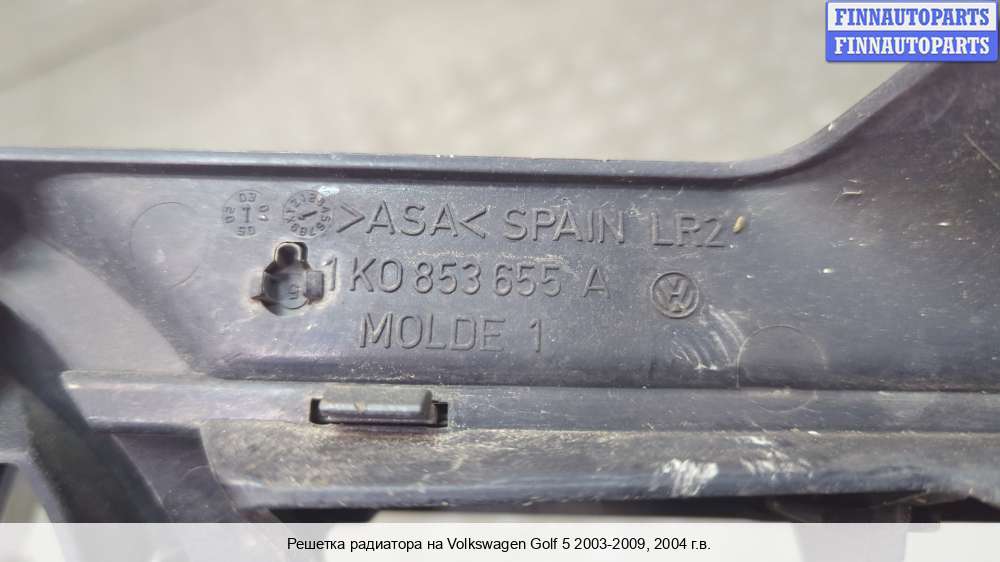 FINNAUTOPARTS
FINNAUTOPARTS
>ASA< SPAIN LR2
1K0 853 655 A
MOLDE 1
Решетка радиатора на Volkswagen Golf 5 2003-2009, 2004 г.в.